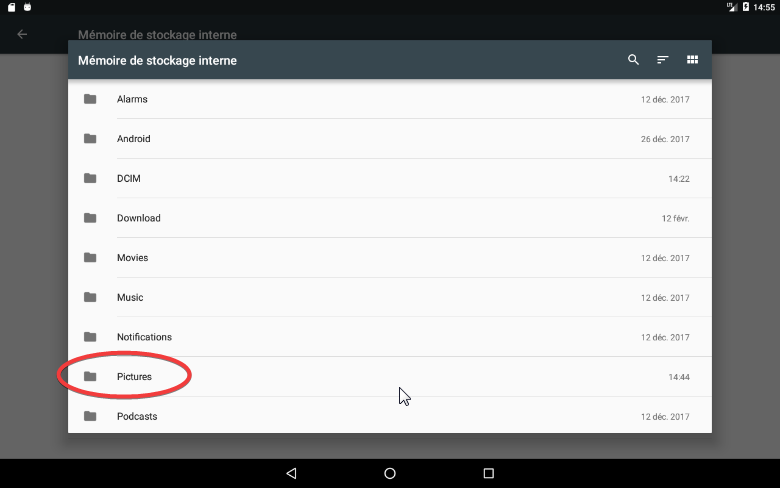 14:55
Mémoire de stockage interne
Mémoire de stockage interne
Alarms 12 déc. 2017
Android 26 déc. 2017
DCIM 14:22
Download 12 févr.
Movies 12 déc. 2017
Music 12 déc. 2017
Notifications 12 déc. 2017
Pictures 14:44
Podcasts 12 déc. 2017